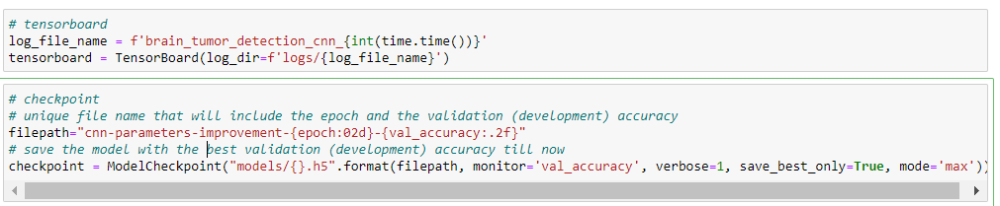 # tensorboard
log_file_name = f'brain_tumor_detection_cnn_{int(time.time())}'
tensorboard = TensorBoard(log_dir=f'logs/{log_file_name}')
# checkpoint
# unique file name that will include the epoch and the validation (development) accuracy
filepath="cnn-parameters-improvement-{epoch:02d}-{val_accuracy:.2f}"
# save the model with the best validation (development) accuracy till now
checkpoint = ModelCheckpoint("models/{}.h5".format(filepath, monitor='val_accuracy', verbose=1, save_best_only=True, mode='max'))